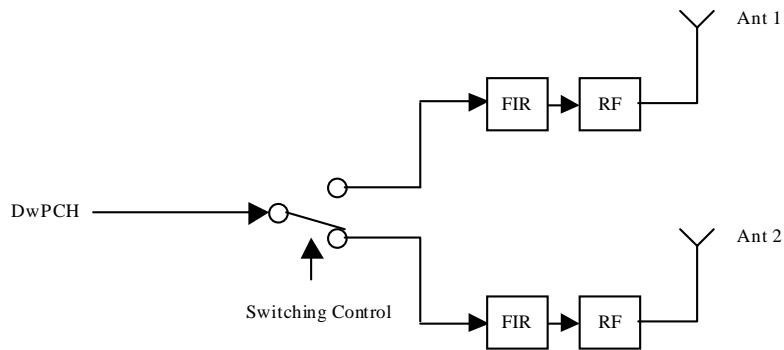 Ant 1
FIR
RF
DwPCH
Ant 2
Switching Control
FIR
RF